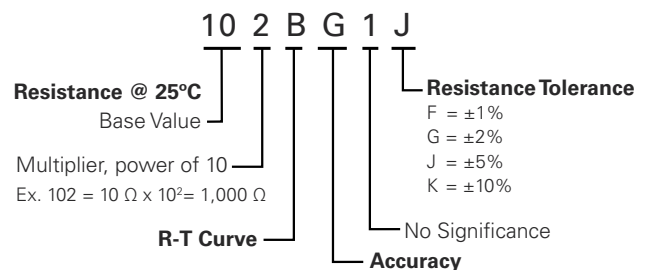 10 2 B G 1 J
Resistance @ 25ºC
Base Value
Multiplier, power of 10
Ex. 102 = 10 Ω x 10²= 1,000 Ω
R-T Curve
Resistance Tolerance
F = ±1%
G = ±2%
J = ±5%
K = ±10%
No Significance
Accuracy